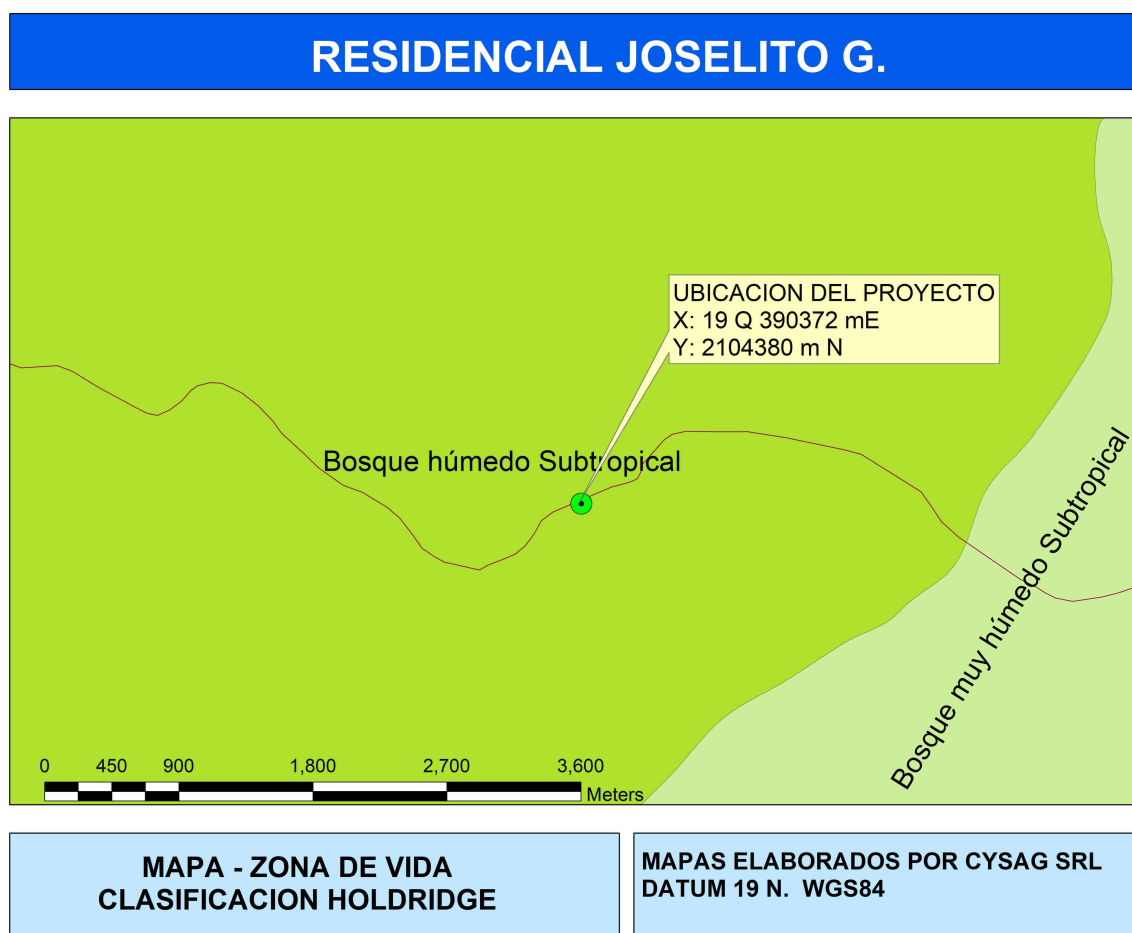 RESIDENCIAL JOSELITO G.
UBICACION DEL PROYECTO
X: 19 Q 390372 mE
Y: 2104380 m N
Bosque húmedo Subtropical
Bosque muy húmedo Subtropical
0 450 900 1,800 2,700 3,600
Meters
MAPA - ZONA DE VIDA
CLASIFICACION HOLDRIDGE
MAPAS ELABORADOS POR CYSAG SRL
DATUM 19 N. WGS84